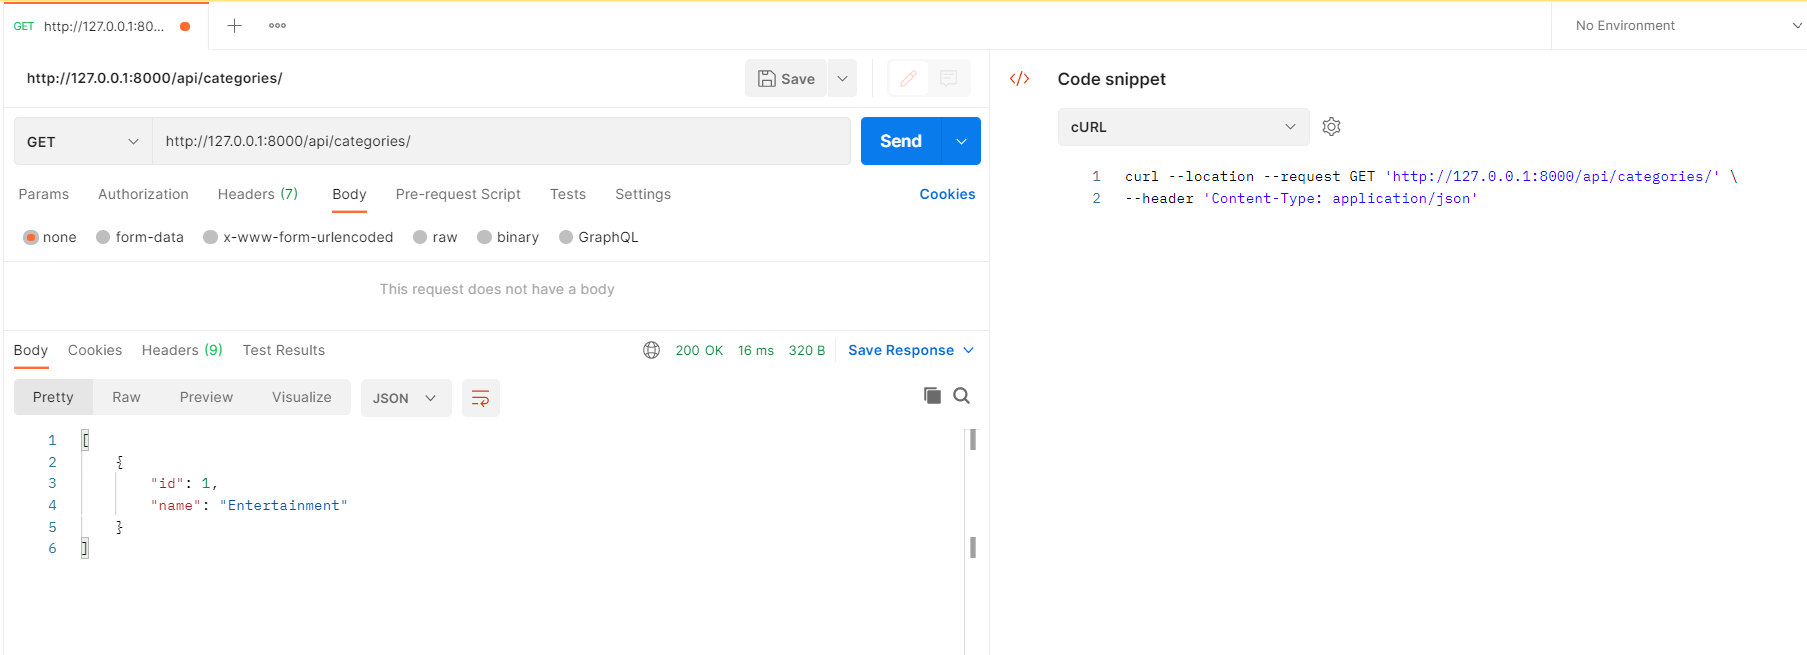 GET http://127.0.0.1:80...
No Environment
http://127.0.0.1:8000/api/categories/
Save
GET
http://127.0.0.1:8000/api/categories/
Send
Params Authorization Headers (7) Body Pre-request Script Tests Settings Cookies
none form-data x-www-form-urlencoded raw binary GraphQL
This request does not have a body
Body Cookies Headers (9) Test Results 200 OK 16 ms 320 B Save Response
Pretty Raw Preview Visualize JSON
1 [
2 {
3 "id": 1,
4 "name": "Entertainment"
5 }
6 ]
</> Code snippet
cURL
1 curl --location --request GET 'http://127.0.0.1:8000/api/categories/' \
2 --header 'Content-Type: application/json'